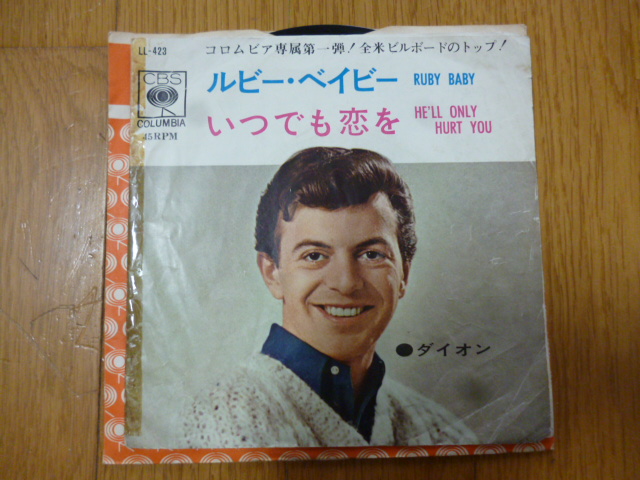 LL-423
コロムビア専属第一弾！全米ビルボードのトップ！
CBS
COLUMBIA
45RPM
ルビー・ベイビー RUBY BABY
いつでも恋を HE'LL ONLY
HURT YOU
●ダイオン